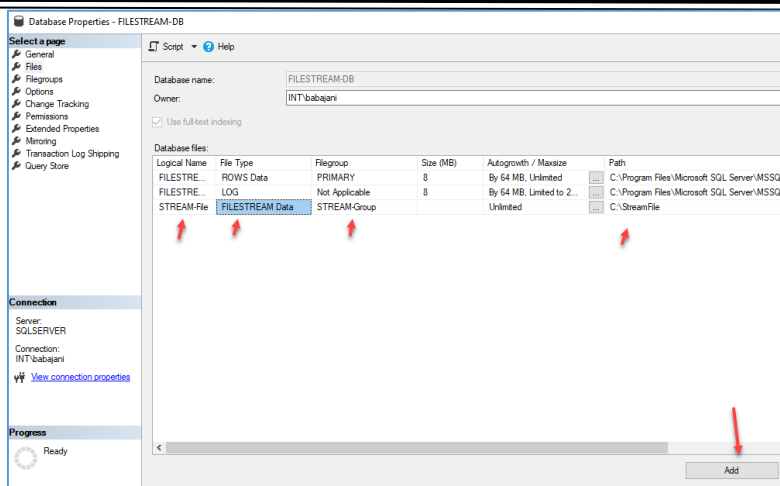 Database Properties - FILESTREAM-DB
Select a page
General
Files
Filegroups
Options
Change Tracking
Permissions
Extended Properties
Mirroring
Transaction Log Shipping
Query Store
Script Help
Database name: FILESTREAM-DB
Owner: INT\babajani
Use full-text indexing
Database files:
Logical Name File Type Filegroup Size (MB) Autogrowth / Maxsize Path
FILESTRE... ROWS Data PRIMARY 8 By 64 MB, Unlimited ... C:\Program Files\Microsoft SQL Server\MSSQ
FILESTRE... LOG Not Applicable 8 By 64 MB, Limited to 2... ... C:\Program Files\Microsoft SQL Server\MSSQ
STREAM-File FILESTREAM Data STREAM-Group Unlimited ... C:\StreamFile
Connection
Server:
SQLSERVER
Connection:
INT\babajani
View connection properties
Progress
Ready
Add